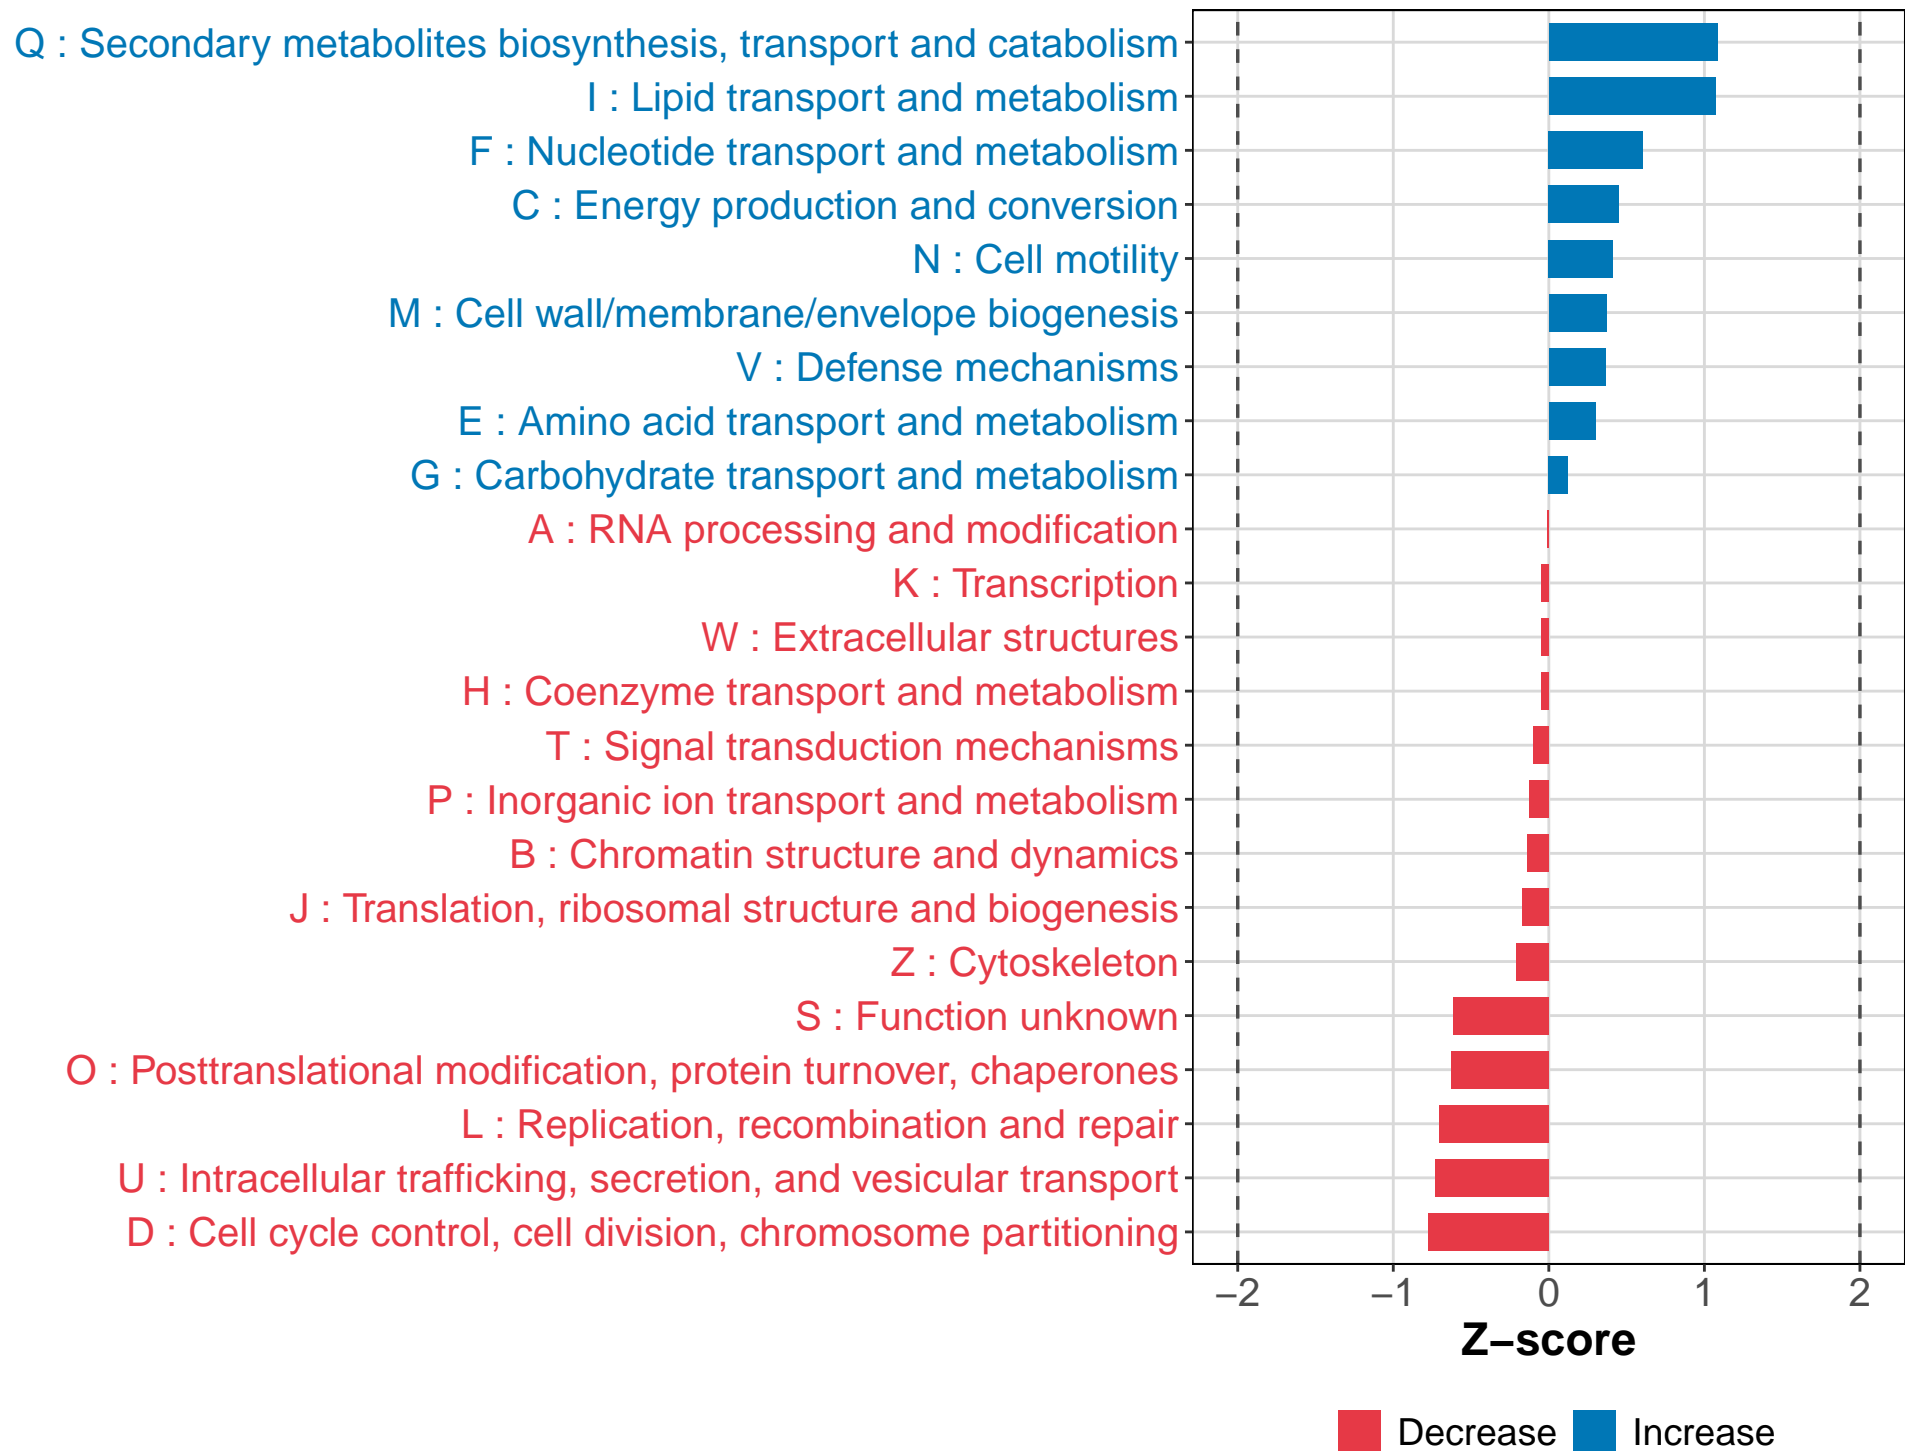 Q : Secondary metabolites biosynthesis, transport and catabolism
I : Lipid transport and metabolism
F : Nucleotide transport and metabolism
C : Energy production and conversion
N : Cell motility
M : Cell wall/membrane/envelope biogenesis
V : Defense mechanisms
E : Amino acid transport and metabolism
G : Carbohydrate transport and metabolism
A : RNA processing and modification
K : Transcription
W : Extracellular structures
H : Coenzyme transport and metabolism
T : Signal transduction mechanisms
P : Inorganic ion transport and metabolism
B : Chromatin structure and dynamics
J : Translation, ribosomal structure and biogenesis
Z : Cytoskeleton
S : Function unknown
O : Posttranslational modification, protein turnover, chaperones
L : Replication, recombination and repair
U : Intracellular trafficking, secretion, and vesicular transport
D : Cell cycle control, cell division, chromosome partitioning
−2 −1 0 1 2
Z−score
Decrease Increase